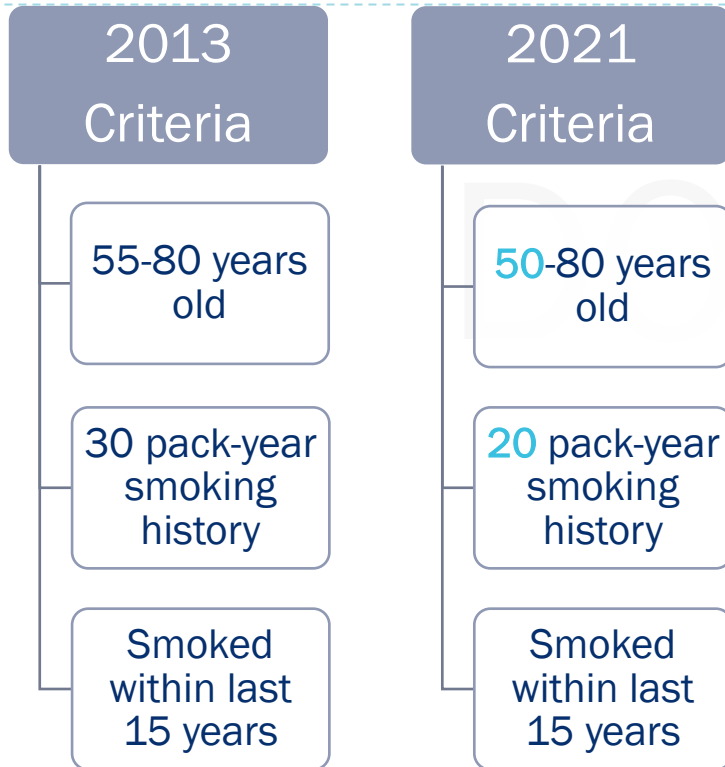 2013
Criteria
55-80 years
old
30 pack-year
smoking
history
Smoked
within last
15 years
2021
Criteria
50-80 years
old
20 pack-year
smoking
history
Smoked
within last
15 years